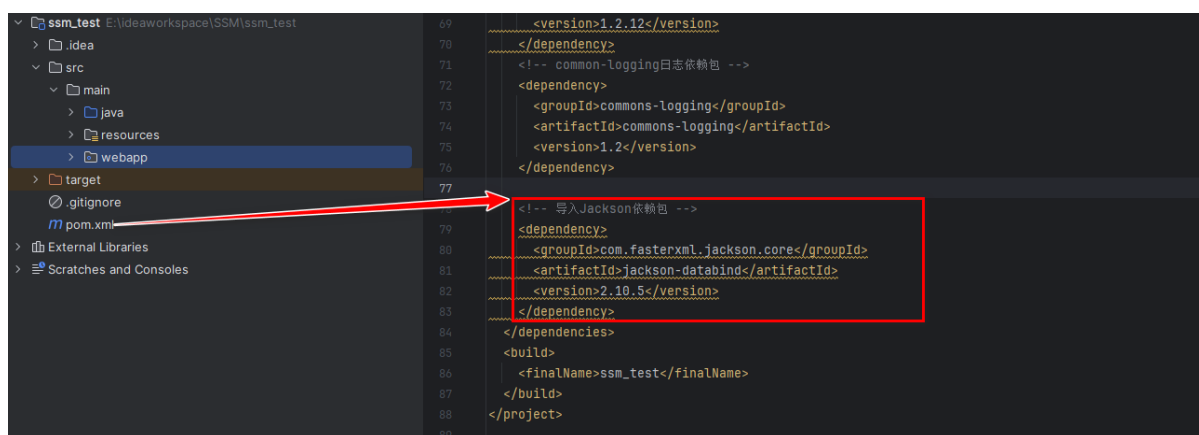 ssm_test E:\ideaworkspace\SSM\ssm_test
.idea
src
main
java
resources
webapp
target
.gitignore
m pom.xml
External Libraries
Scratches and Consoles
69 <version>1.2.12</version>
70 </dependency>
71 <!-- common-logging日志依赖包 -->
72 <dependency>
73 <groupId>commons-logging</groupId>
74 <artifactId>commons-logging</artifactId>
75 <version>1.2</version>
76 </dependency>
77
78 <!-- 导入Jackson依赖包 -->
79 <dependency>
80 <groupId>com.fasterxml.jackson.core</groupId>
81 <artifactId>jackson-databind</artifactId>
82 <version>2.10.5</version>
83 </dependency>
84 </dependencies>
85 <build>
86 <finalName>ssm_test</finalName>
87 </build>
88 </project>
89